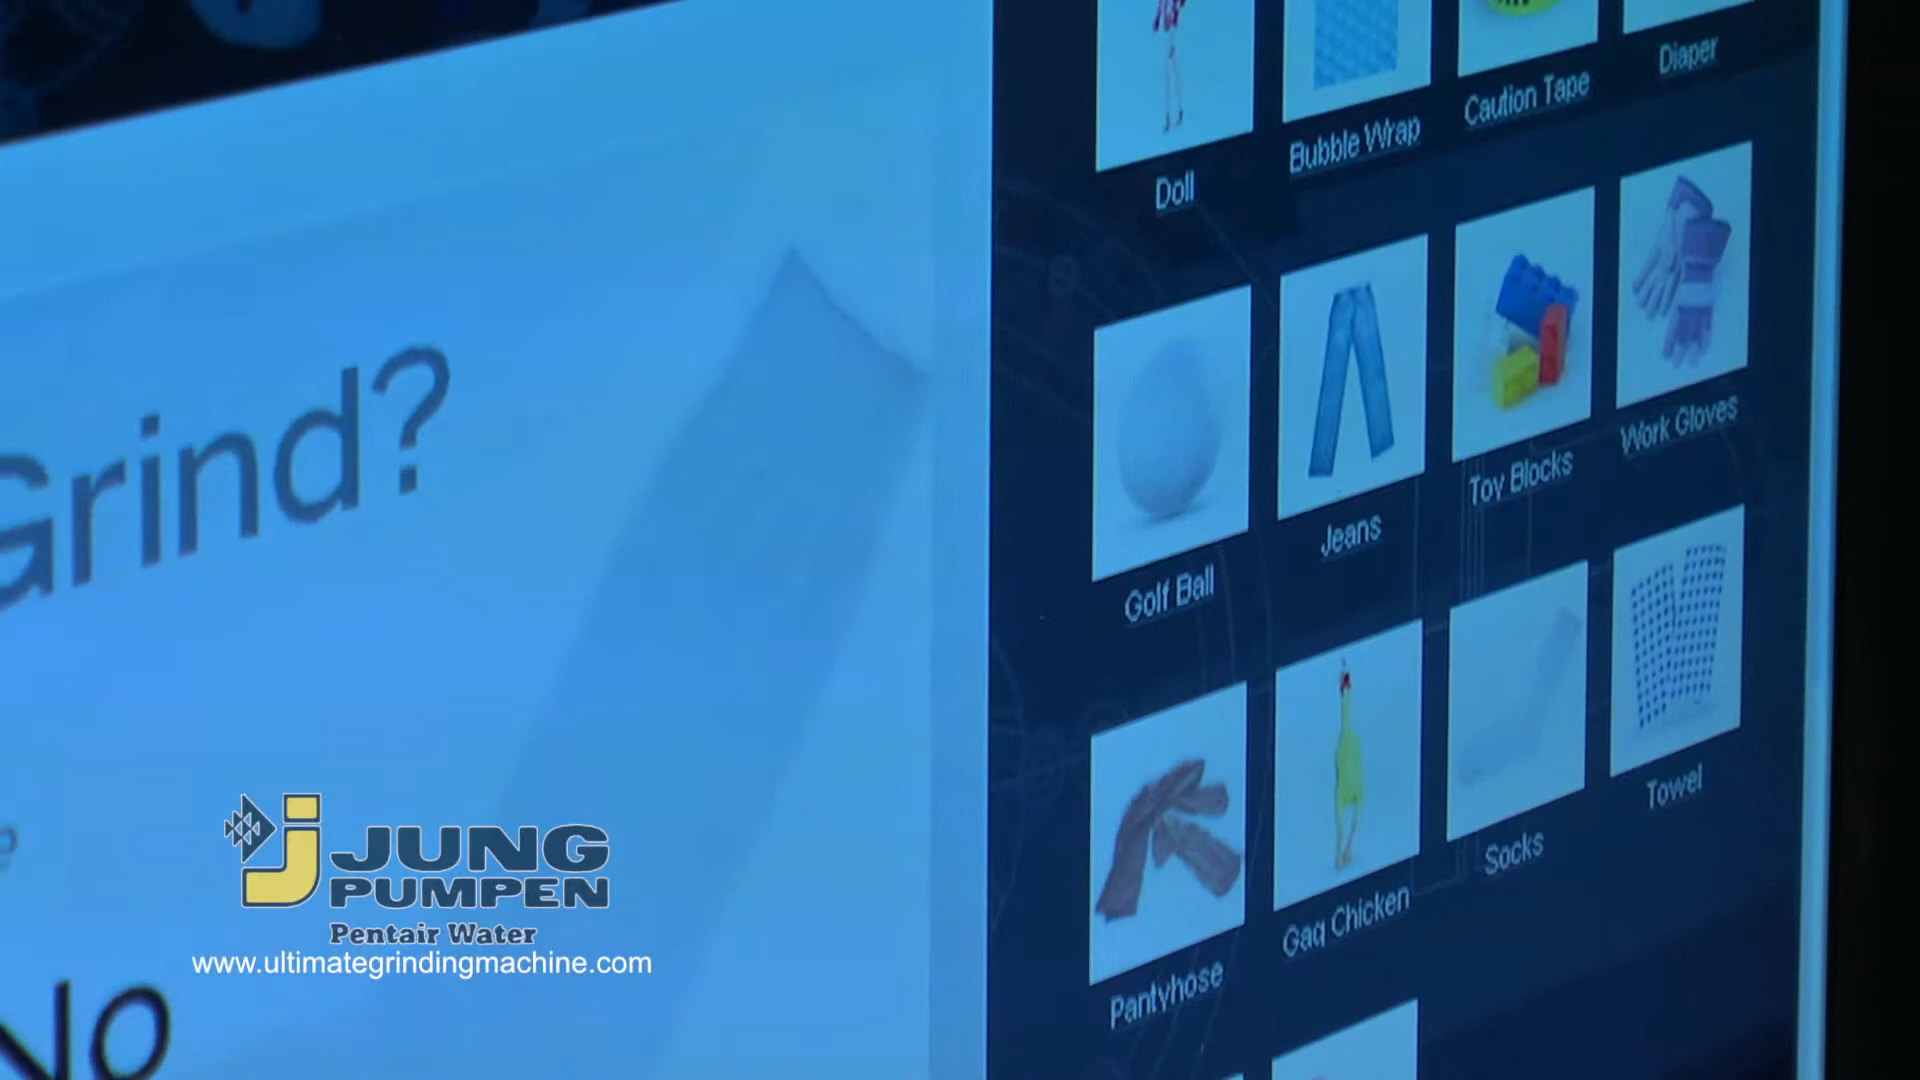 Grind?
No
Doll
Bubble Wrap
Caution Tape
Diaper
Golf Ball
Jeans
Toy Blocks
Work Gloves
Pantyhose
Gag Chicken
Socks
Towel
JUNG
PUMPEN
Pentair Water
www.ultimategrindingmachine.com